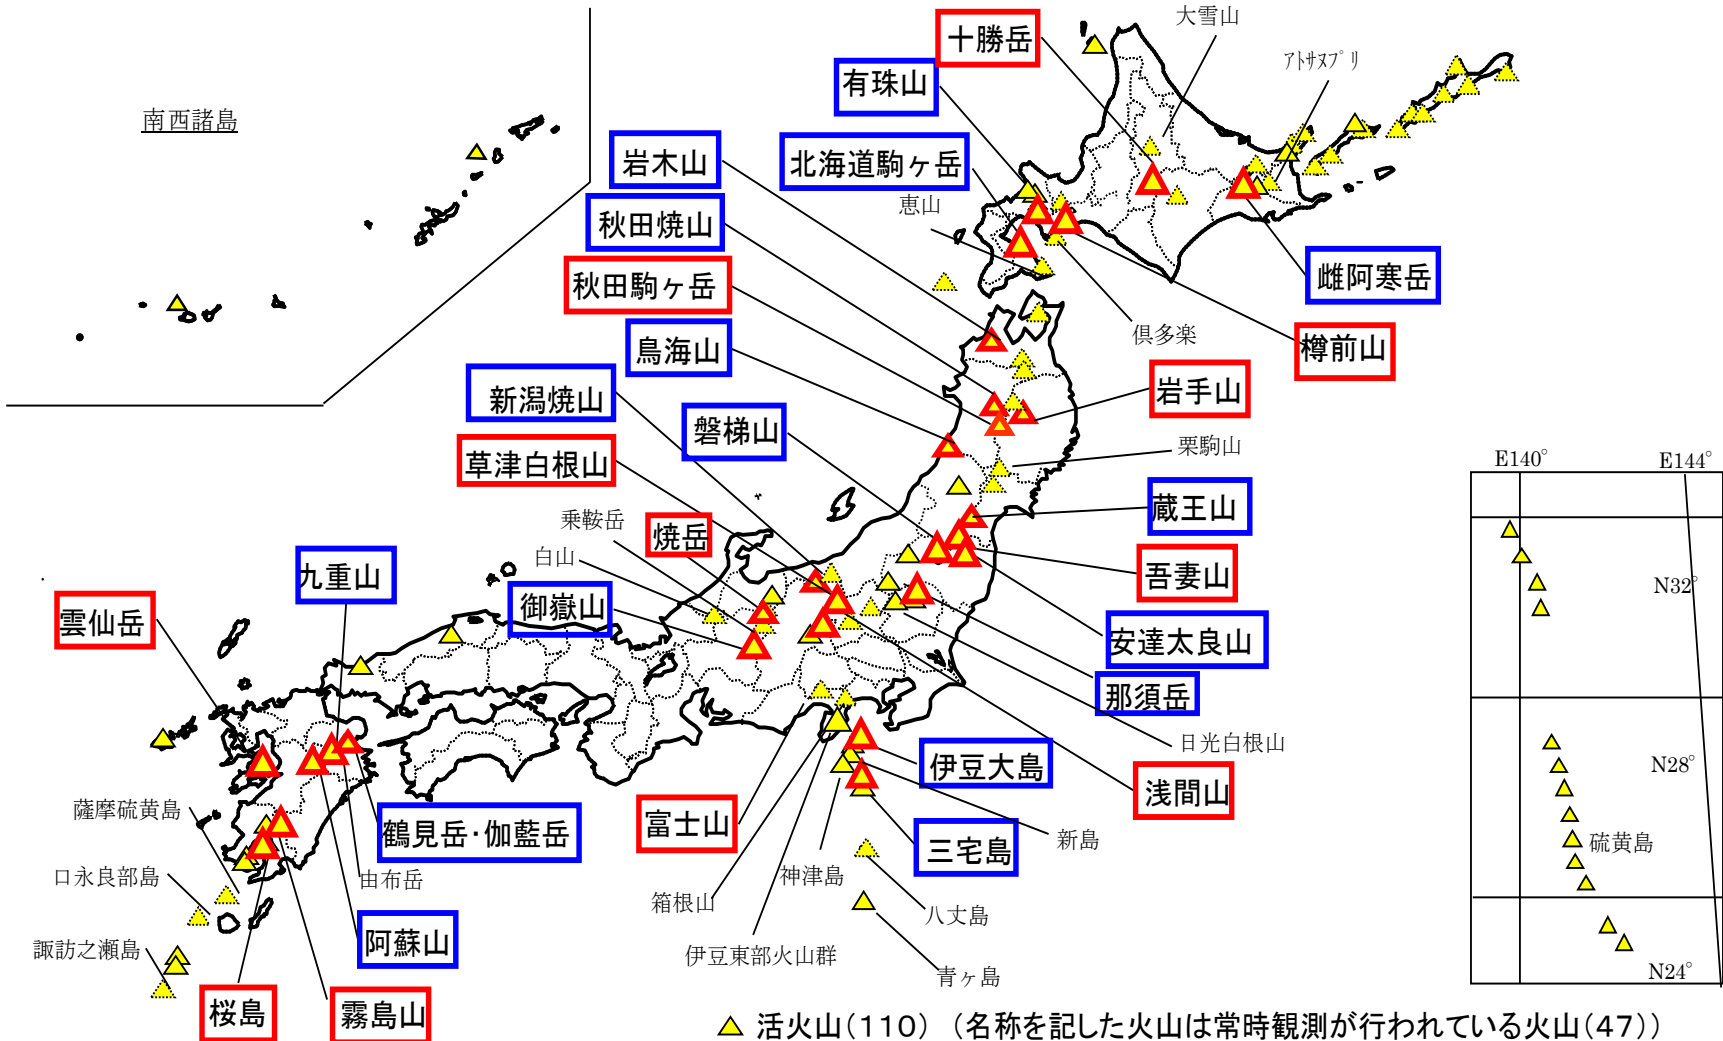 大雪山
十勝岳
アトサヌプリ
有珠山
南西諸島
岩木山
北海道駒ヶ岳
恵山
秋田焼山
雌阿寒岳
秋田駒ヶ岳
倶多楽
樽前山
鳥海山
岩手山
新潟焼山
磐梯山
栗駒山
草津白根山
E140°
E144°
蔵王山
乗鞍岳
焼岳
白山
九重山
吾妻山
N32°
御嶽山
雲仙岳
安達太良山
那須岳
日光白根山
伊豆大島
N28°
浅間山
薩摩硫黄島
鶴見岳・伽藍岳
富士山
新島
硫黄島
三宅島
口永良部島
由布岳
神津島
箱根山
八丈島
諏訪之瀬島
阿蘇山
伊豆東部火山群
青ヶ島
N24°
桜島
霧島山
活火山(110) (名称を記した火山は常時観測が行われている火山(47))